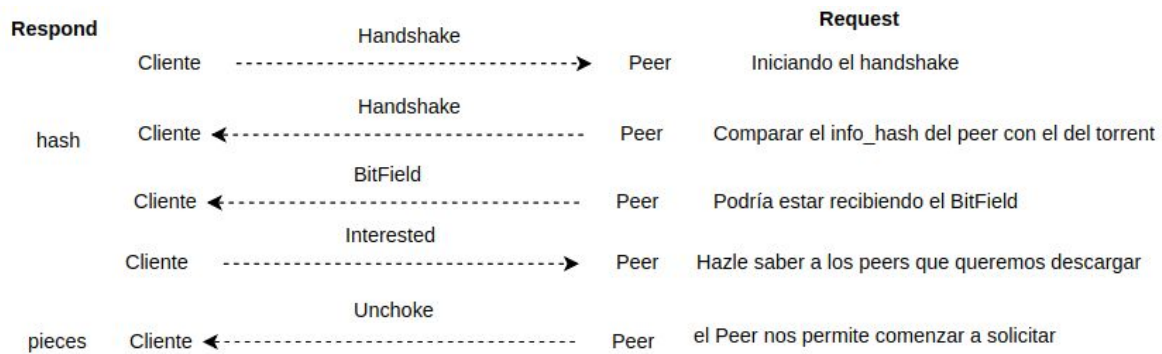 Respond
Request
Handshake
Cliente Peer Iniciando el handshake
Handshake
hash Cliente Peer Comparar el info_hash del peer con el del torrent
BitField
Cliente Peer Podría estar recibiendo el BitField
Interested
Cliente Peer Hazle saber a los peers que queremos descargar
Unchoke
pieces Cliente Peer el Peer nos permite comenzar a solicitar